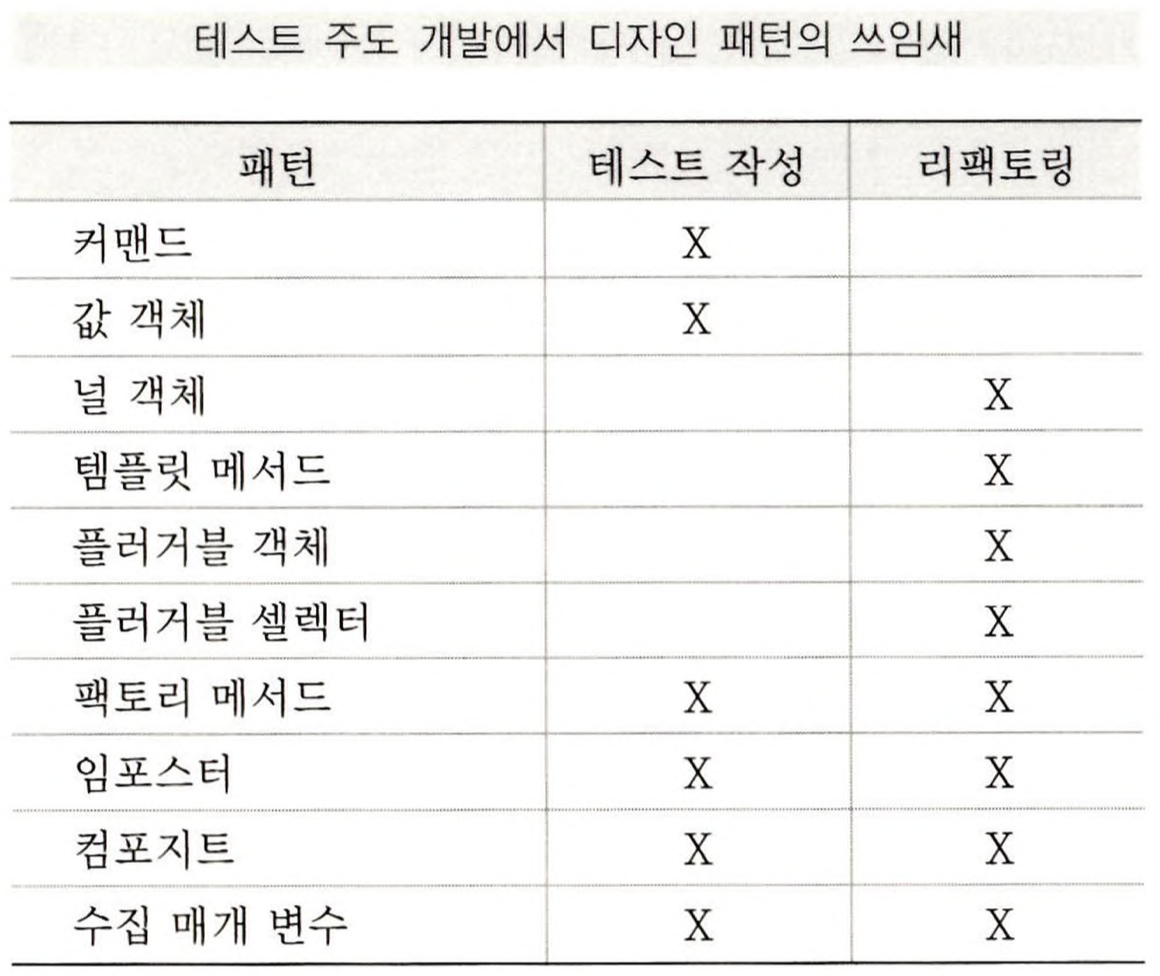 테스트 주도 개발에서 디자인 패턴의 쓰임새
패턴 테스트 작성 리팩토링
커맨드 X
값 객체 X
널 객체 X
템플릿 메서드 X
플러거블 객체 X
플러거블 셀렉터 X
팩토리 메서드 X X
임포스터 X X
컴포지트 X X
수집 매개 변수 X X